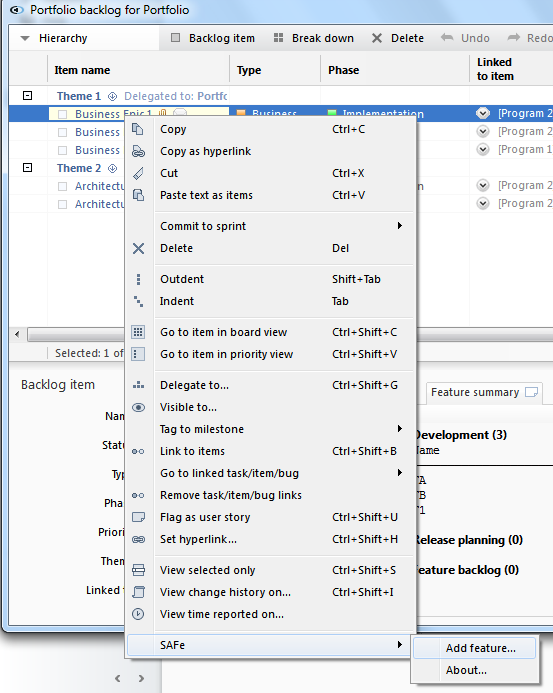 Portfolio backlog for Portfolio
Hierarchy Backlog item Break down Delete Undo Redo
Item name Type Phase Linked to item
Theme 1 Delegated to: Portfo
Business Epic 1 Business Implementation [Program 2
Business [Program 2
Business [Program 1
Theme 2
Architectu [Program 2
Architectu [Program 2
Copy Ctrl+C
Copy as hyperlink
Cut Ctrl+X
Paste text as items Ctrl+V
Commit to sprint
Delete Del
Outdent Shift+Tab
Indent Tab
Go to item in board view Ctrl+Shift+C
Go to item in priority view Ctrl+Shift+V
Delegate to... Ctrl+Shift+G
Visible to...
Tag to milestone
Link to items Ctrl+Shift+B
Go to linked task/item/bug
Remove task/item/bug links
Flag as user story Ctrl+Shift+U
Set hyperlink... Ctrl+Shift+H
View selected only Ctrl+Shift+S
View change history on... Ctrl+Shift+I
View time reported on...
SAFe
Add feature...
About...
Selected: 1 of
Backlog item
Nam
Statu
Typ
Pha
Priori
Them
Linked
Feature summary
Development (3)
Name
TA
TB
T1
Release planning (0)
Feature backlog (0)